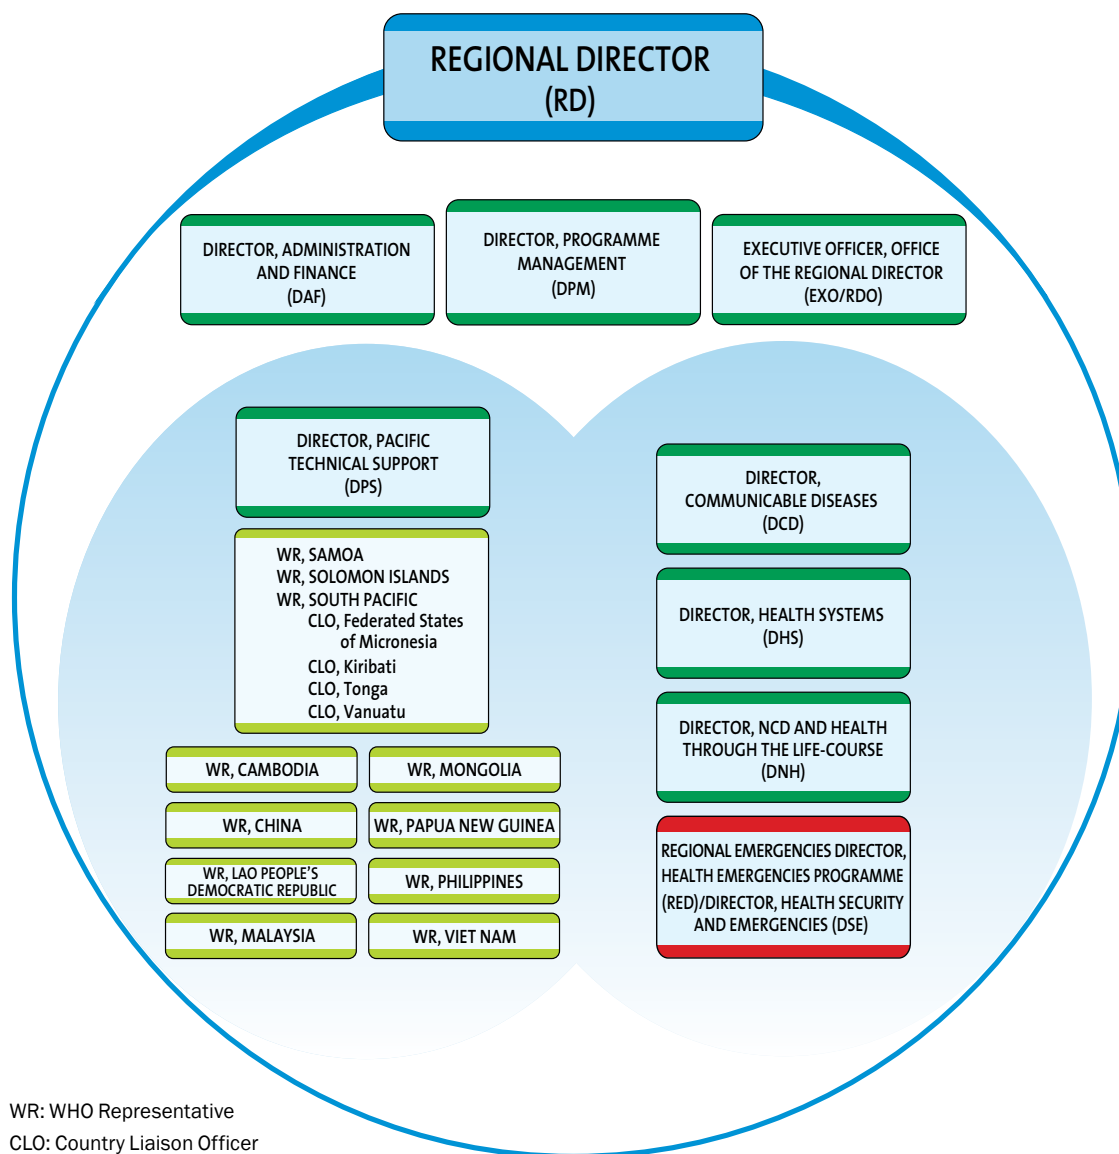 REGIONAL DIRECTOR
(RD)
DIRECTOR, ADMINISTRATION
AND FINANCE
(DAF)
DIRECTOR, PROGRAMME
MANAGEMENT
(DPM)
EXECUTIVE OFFICER, OFFICE
OF THE REGIONAL DIRECTOR
(EXO/RDO)
DIRECTOR, PACIFIC
TECHNICAL SUPPORT
(DPS)
WR, SAMOA
WR, SOLOMON ISLANDS
WR, SOUTH PACIFIC
CLO, Federated States
of Micronesia
CLO, Kiribati
CLO, Tonga
CLO, Vanuatu
WR, CAMBODIA
WR, MONGOLIA
WR, CHINA
WR, PAPUA NEW GUINEA
WR, LAO PEOPLE'S
DEMOCRATIC REPUBLIC
WR, PHILIPPINES
WR, MALAYSIA
WR, VIET NAM
DIRECTOR,
COMMUNICABLE DISEASES
(DCD)
DIRECTOR, HEALTH SYSTEMS
(DHS)
DIRECTOR, NCD AND HEALTH
THROUGH THE LIFE-COURSE
(DNH)
REGIONAL EMERGENCIES DIRECTOR,
HEALTH EMERGENCIES PROGRAMME
(RED)/DIRECTOR, HEALTH SECURITY
AND EMERGENCIES (DSE)
WR: WHO Representative
CLO: Country Liaison Officer